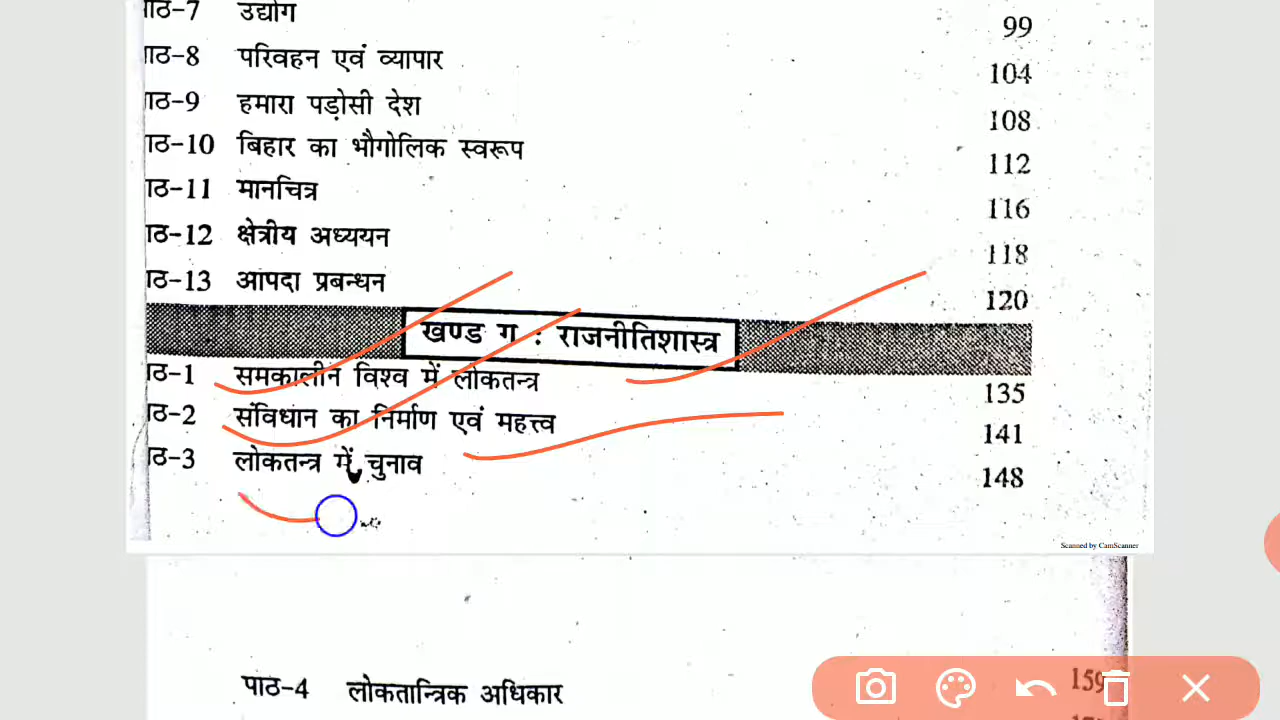 ाठ-7 उद्योग 99
ाठ-8 परिवहन एवं व्यापार 104
ाठ-9 हमारा पड़ोसी देश 108
ाठ-10 बिहार का भौगोलिक स्वरूप 112
ाठ-11 मानचित्र 116
ाठ-12 क्षेत्रीय अध्ययन 118
ाठ-13 आपदा प्रबन्धन 120
खण्ड ग : राजनीतिशास्त्र
ाठ-1 समकालीन विश्व में लोकतन्त्र 135
ाठ-2 संविधान का निर्माण एवं महत्त्व 141
ाठ-3 लोकतन्त्र में चुनाव 148
Scanned by CamScanner
पाठ-4 लोकतान्त्रिक अधिकार 159